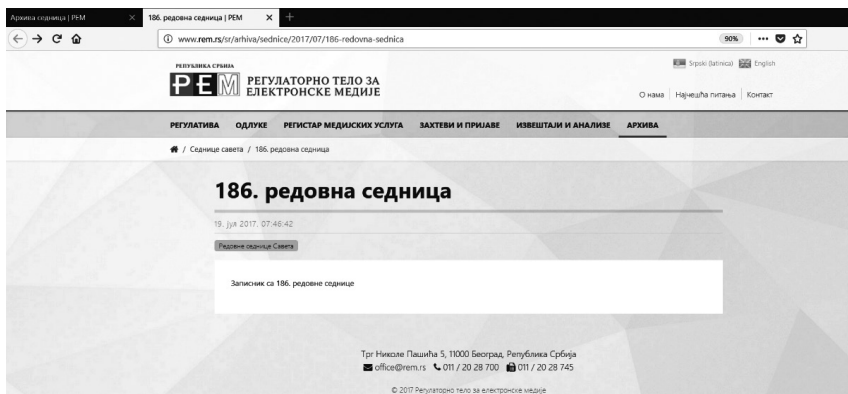 Архива седница | РЕМ
186. редовна седница | РЕМ
www.rem.rs/sr/arhiva/sednice/2017/07/186-redovna-sednica
90%
Srpski (latinica) English
РЕПУБЛИКА СРБИЈА
РЕМ
РЕГУЛАТОРНО ТЕЛО ЗА
ЕЛЕКТРОНСКЕ МЕДИЈЕ
О нама Најчешћа питања Контакт
РЕГУЛАТИВА ОДЛУКЕ РЕГИСТАР МЕДИЈСКИХ УСЛУГА ЗАХТЕВИ И ПРИЈАВЕ ИЗВЕШТАЈИ И АНАЛИЗЕ АРХИВА
/ Седнице савета / 186. редовна седница
186. редовна седница
19. јул 2017. 07:46:42
Редовне седнице Савета
Записник са 186. редовне седнице
Трг Николе Пашића 5, 11000 Београд, Република Србија
office@rem.rs 011 / 20 28 700 011 / 20 28 745
© 2017 Регулаторно тело за електронске медије